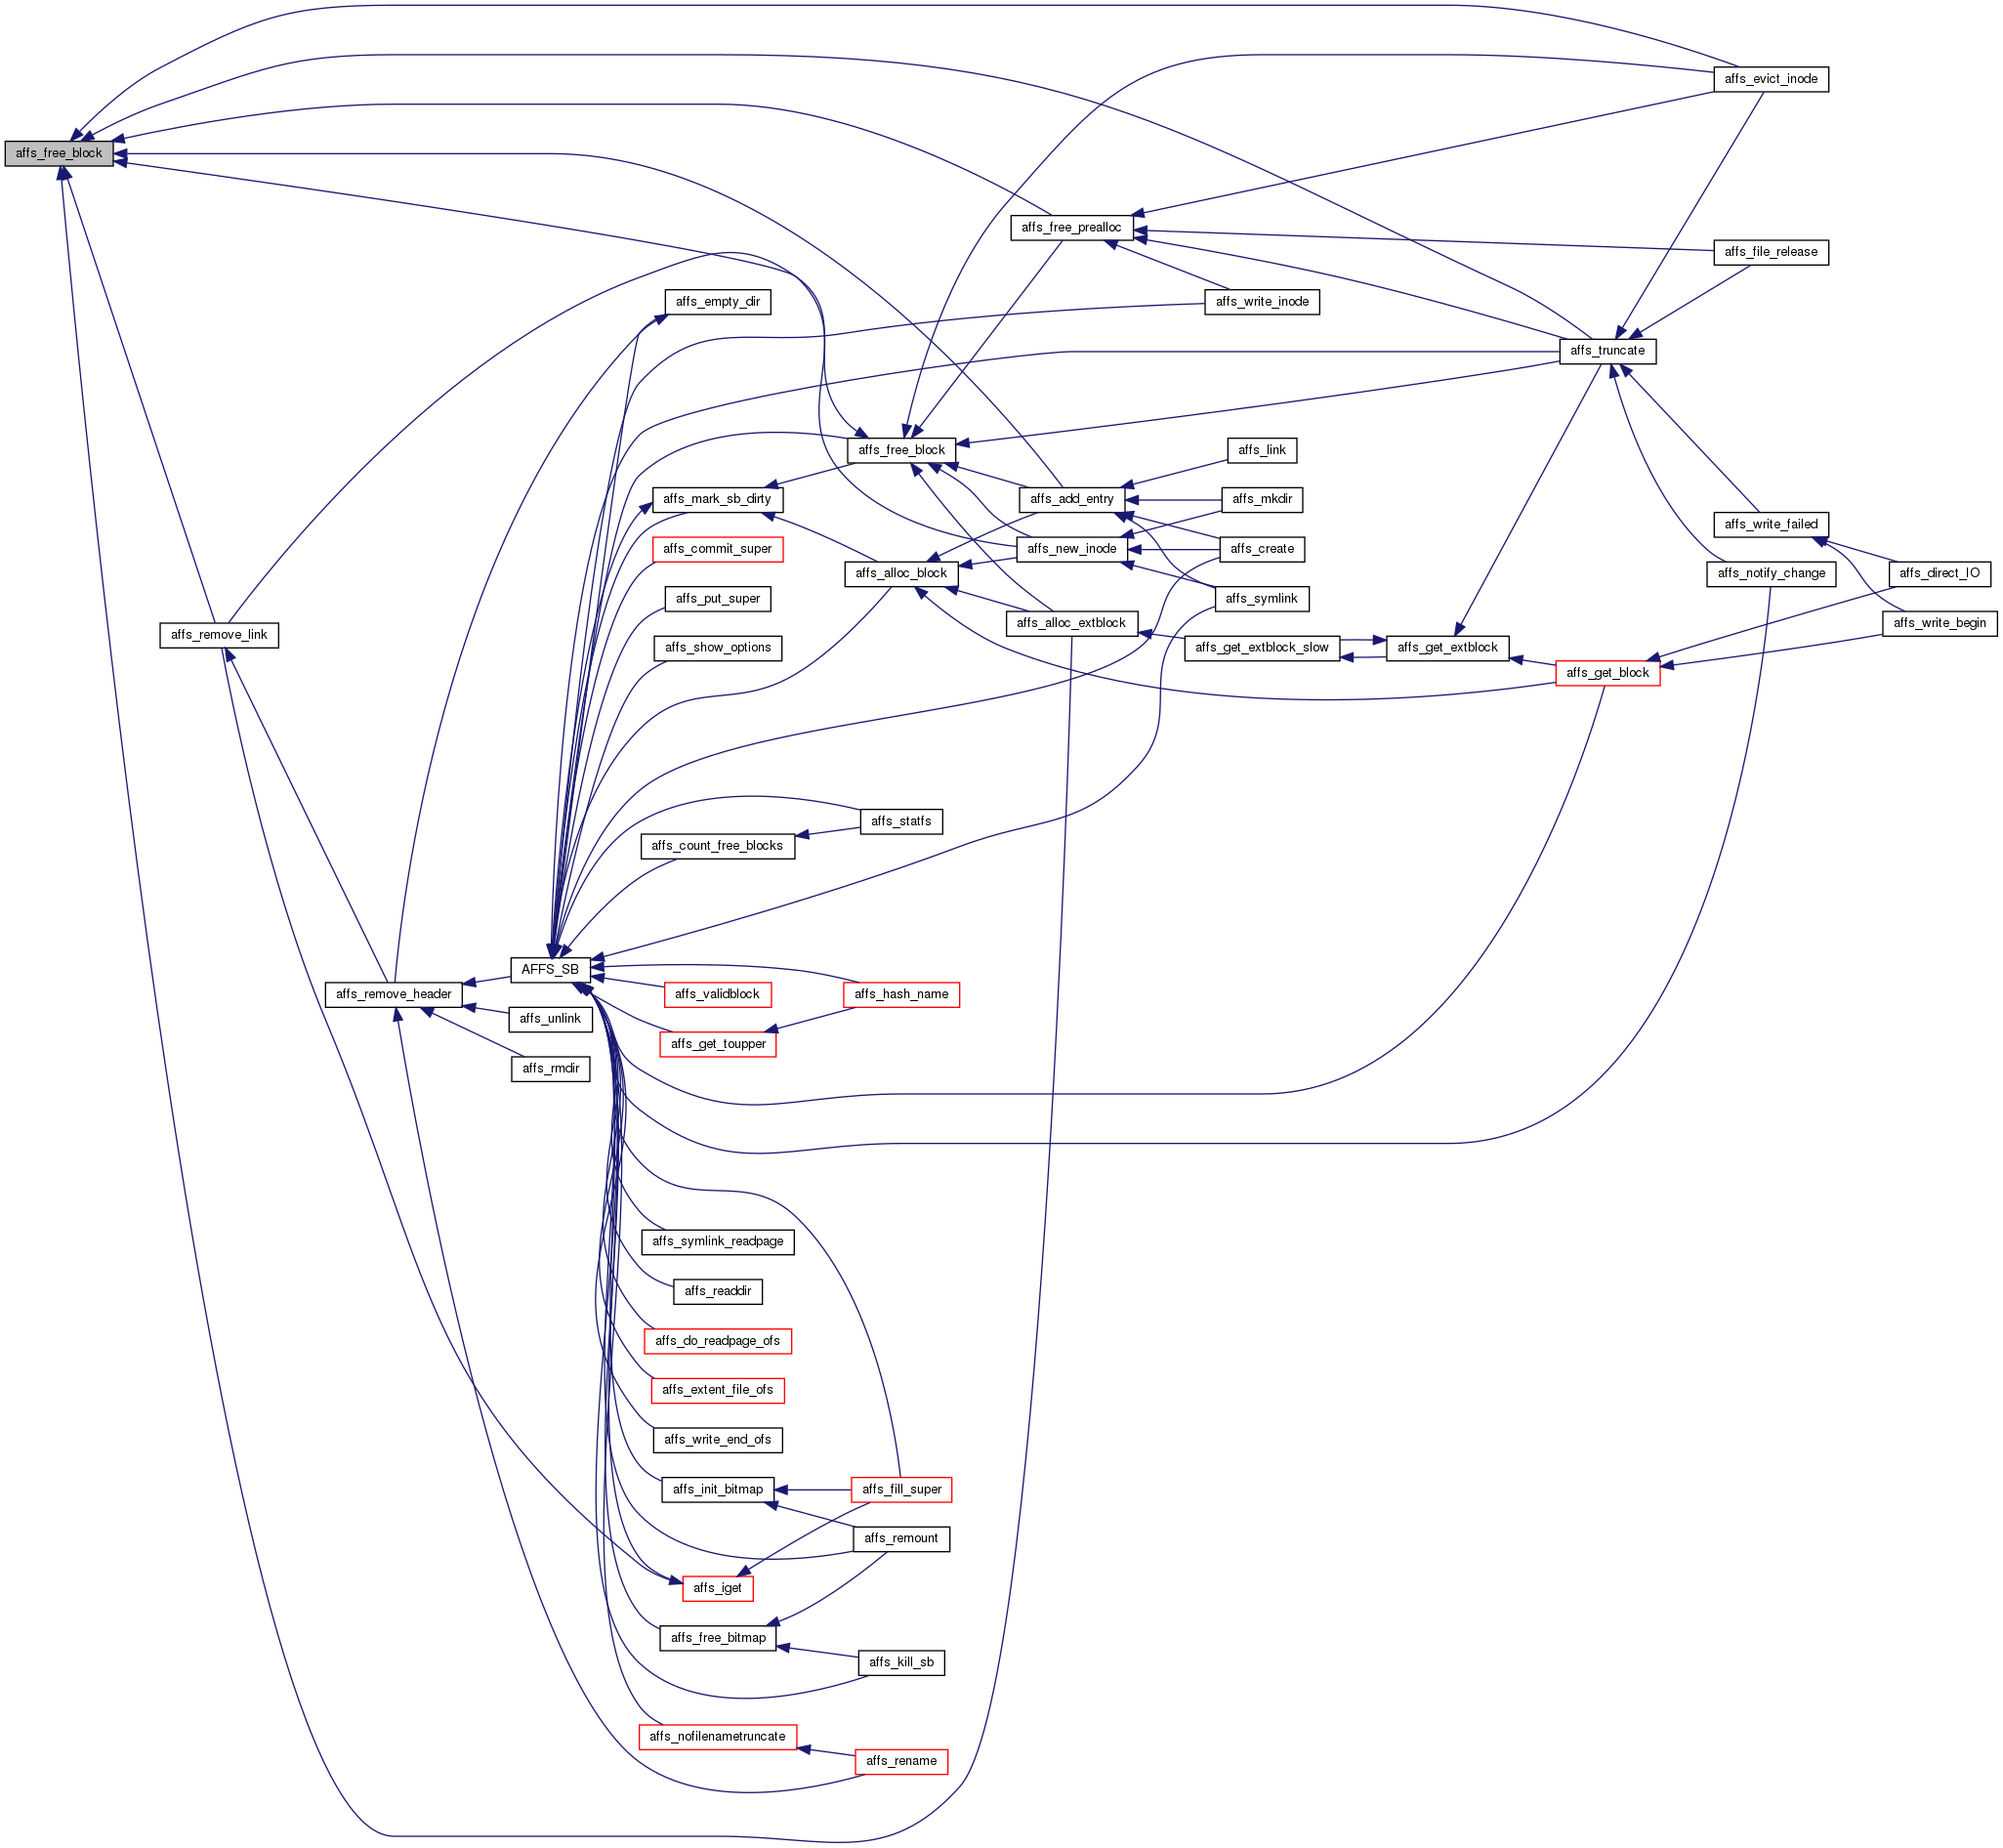 affs_evict_inode
affs_free_block
affs_free_prealloc
affs_file_release
affs_empty_dir
affs_write_inode
affs_truncate
affs_free_block
affs_link
affs_mark_sb_dirty
affs_add_entry
affs_mkdir
affs_write_failed
affs_commit_super
affs_new_inode
affs_create
affs_alloc_block
affs_notify_change
affs_direct_IO
affs_put_super
affs_symlink
affs_alloc_extblock
affs_write_begin
affs_remove_link
affs_show_options
affs_get_extblock_slow
affs_get_extblock
affs_get_block
affs_statfs
affs_count_free_blocks
AFFS_SB
affs_remove_header
affs_validblock
affs_hash_name
affs_unlink
affs_get_toupper
affs_rmdir
affs_symlink_readpage
affs_readdir
affs_do_readpage_ofs
affs_extent_file_ofs
affs_write_end_ofs
affs_init_bitmap
affs_fill_super
affs_remount
affs_iget
affs_free_bitmap
affs_kill_sb
affs_nofilenametruncate
affs_rename